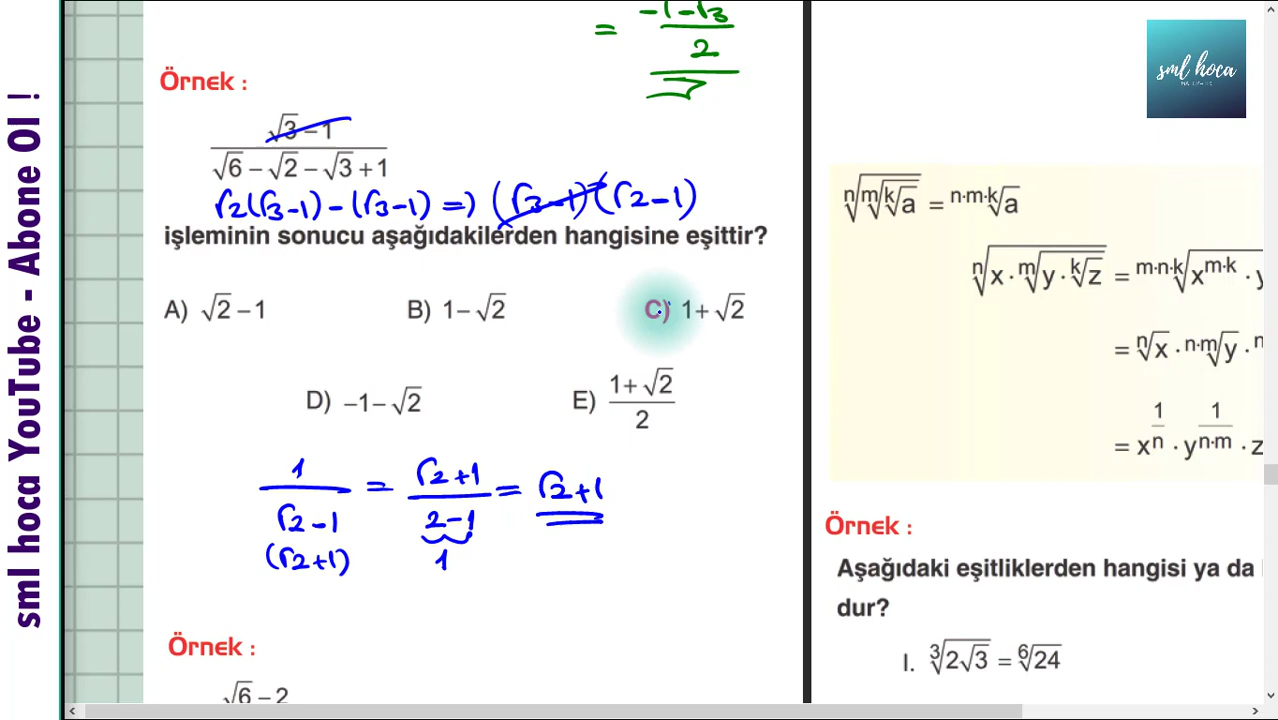 sml hoca YouTube - Abone Ol !
= (-1-√3)/2
Örnek :
(√3 − 1)/(√6 − √2 − √3 + 1)
√2(√3-1) - (√3-1) => (√3-1)(√2-1)
işleminin sonucu aşağıdakilerden hangisine eşittir?
A) √2 − 1
B) 1 − √2
C) 1 + √2
D) −1 − √2
E) (1 + √2)/2
1/(√2-1) = (√2+1)/(2-1) = √2+1
(√2+1)
1
Örnek :
√6 − 2
sml hoca
ⁿ√(ᵐ√(ᵏ√a)) = ⁿ·ᵐ·ᵏ√a
ⁿ√(x · ᵐ√(y · ᵏ√z)) = ᵐ·ⁿ·ᵏ√(x^(m·k) · y
= ⁿ√x · ⁿ·ᵐ√y · n
= x^(1/n) · y^(1/(n·m)) · z
Örnek :
Aşağıdaki eşitliklerden hangisi ya da
dur?
I. ³√(2√3) = ⁶√24